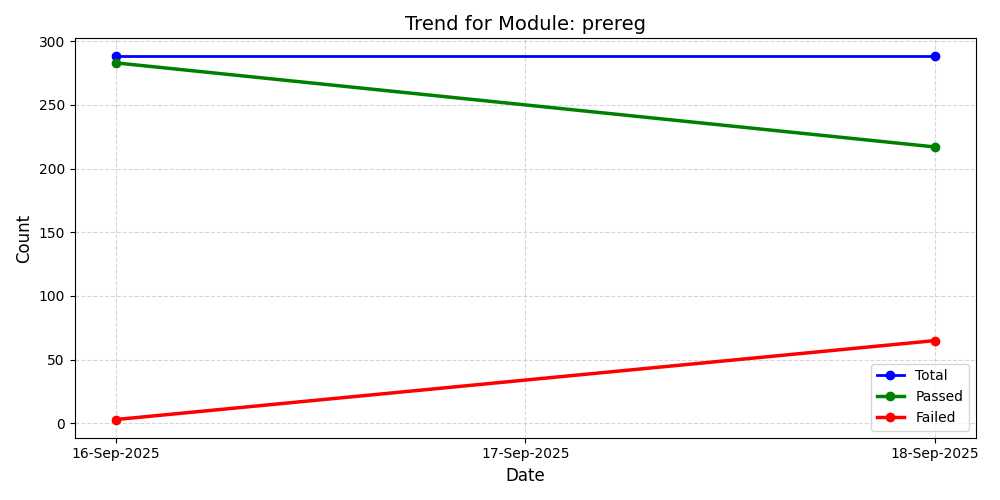 Trend for Module: prereg
300
250
200
150
100
50
0
Count
16-Sep-2025
17-Sep-2025
18-Sep-2025
Date
Total
Passed
Failed